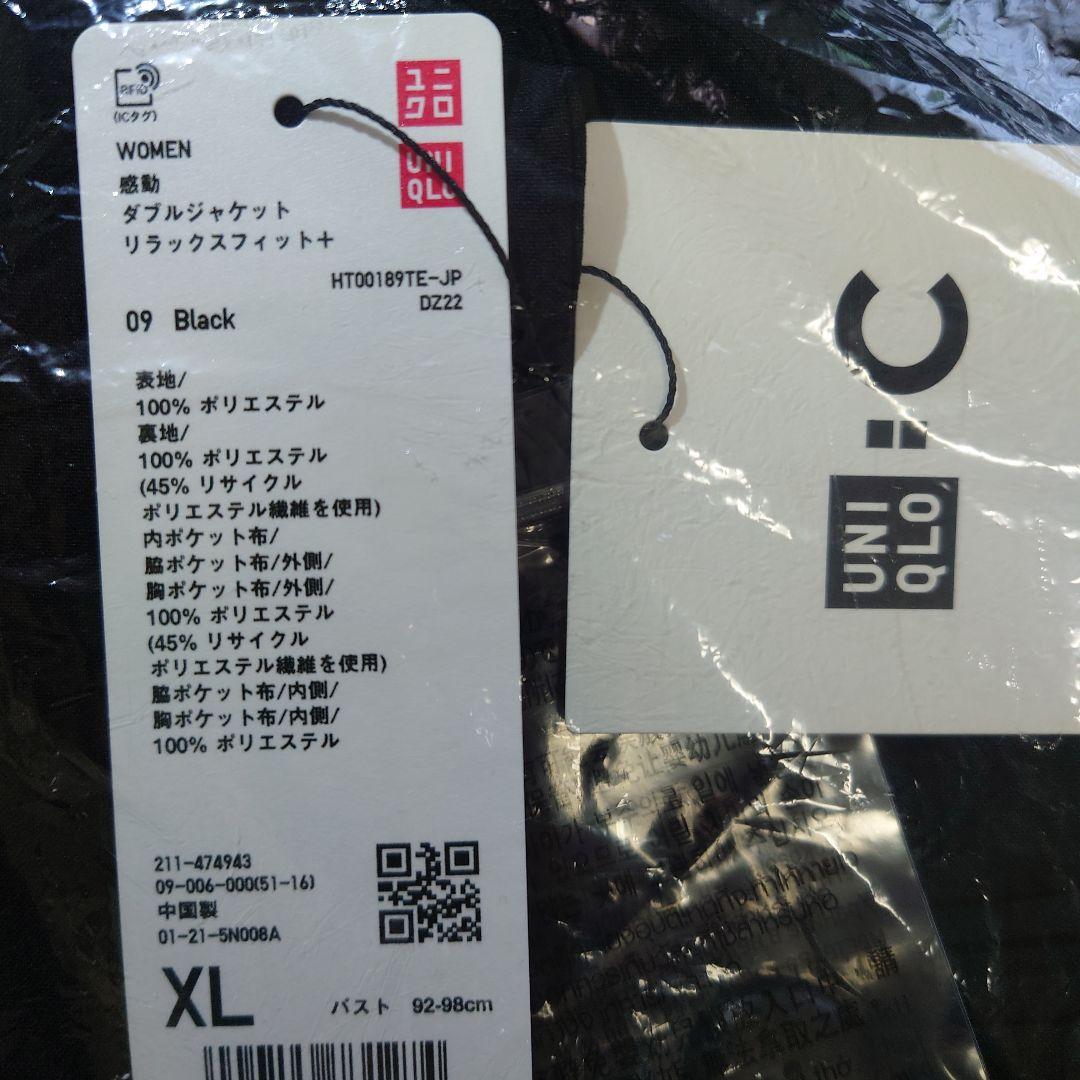 RFID
(ICタグ)
ユニ
クロ
UNI
QLO
WOMEN
感動
ダブルジャケット
リラックスフィット+
HT00189TE-JP
DZ22
09 Black
表地/
100% ポリエステル
裏地/
100% ポリエステル
(45% リサイクル
ポリエステル繊維を使用)
内ポケット布/
脇ポケット布/外側/
胸ポケット布/外側/
100% ポリエステル
(45% リサイクル
ポリエステル繊維を使用)
脇ポケット布/内側/
胸ポケット布/内側/
100% ポリエステル
211-474943
09-006-000(51-16)
中国製
01-21-5N008A
XL
バスト 92-98cm
UNI
QLO
: C